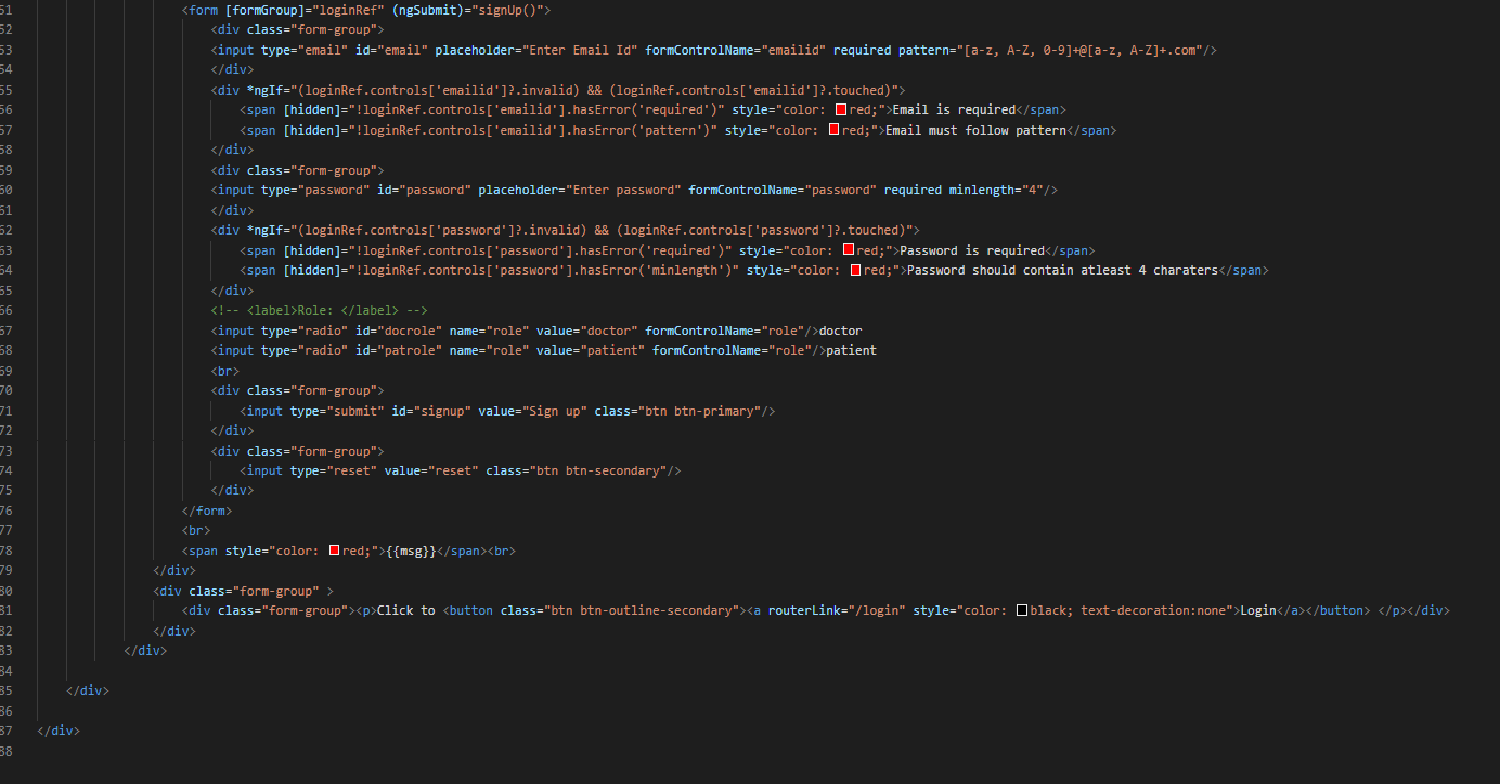 51 <form [formGroup]="loginRef" (ngSubmit)="signUp()">
52 <div class="form-group">
53 <input type="email" id="email" placeholder="Enter Email Id" formControlName="emailid" required pattern="[a-z, A-Z, 0-9]+@[a-z, A-Z]+.com"/>
54 </div>
55 <div *ngIf="(loginRef.controls['emailid']?.invalid) && (loginRef.controls['emailid']?.touched)">
56 <span [hidden]="!loginRef.controls['emailid'].hasError('required')" style="color: red;">Email is required</span>
57 <span [hidden]="!loginRef.controls['emailid'].hasError('pattern')" style="color: red;">Email must follow pattern</span>
58 </div>
59 <div class="form-group">
60 <input type="password" id="password" placeholder="Enter password" formControlName="password" required minlength="4"/>
61 </div>
62 <div *ngIf="(loginRef.controls['password']?.invalid) && (loginRef.controls['password']?.touched)">
63 <span [hidden]="!loginRef.controls['password'].hasError('required')" style="color: red;">Password is required</span>
64 <span [hidden]="!loginRef.controls['password'].hasError('minlength')" style="color: red;">Password should contain atleast 4 charaters</span>
65 </div>
66 <!-- <label>Role: </label> -->
67 <input type="radio" id="docrole" name="role" value="doctor" formControlName="role"/>doctor
68 <input type="radio" id="patrole" name="role" value="patient" formControlName="role"/>patient
69 <br>
70 <div class="form-group">
71 <input type="submit" id="signup" value="Sign up" class="btn btn-primary"/>
72 </div>
73 <div class="form-group">
74 <input type="reset" value="reset" class="btn btn-secondary"/>
75 </div>
76 </form>
77 <br>
78 <span style="color: red;">{{msg}}</span><br>
79 </div>
80 <div class="form-group" >
81 <div class="form-group"><p>Click to <button class="btn btn-outline-secondary"><a routerLink="/login" style="color: black; text-decoration:none">Login</a></button> </p></div>
82 </div>
83 </div>
84
85 </div>
86
87 </div>
88